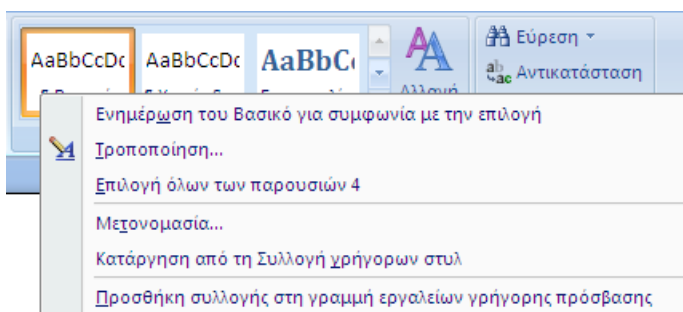 AaBbCcDc AaBbCcDc AaBbC
Εύρεση
Αντικατάσταση
Αλλαγή
Ενημέρωση του Βασικό για συμφωνία με την επιλογή
Τροποποίηση...
Επιλογή όλων των παρουσιών 4
Μετονομασία...
Κατάργηση από τη Συλλογή γρήγορων στυλ
Προσθήκη συλλογής στη γραμμή εργαλείων γρήγορης πρόσβασης